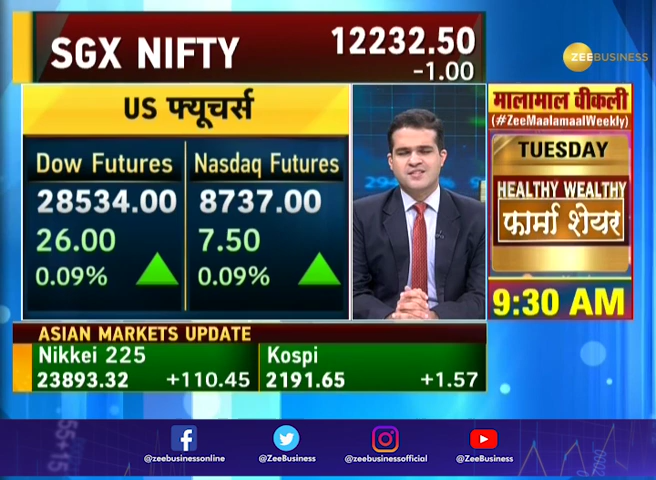 SGX NIFTY
12232.50
-1.00
ZEEBUSINESS
US फ्यूचर्स
Dow Futures
28534.00
26.00
0.09%
Nasdaq Futures
8737.00
7.50
0.09%
मालामाल वीकली
(#ZeeMaalamaalWeekly)
TUESDAY
HEALTHY WEALTHY
फार्मा शेयर
9:30 AM
ASIAN MARKETS UPDATE
Nikkei 225
23893.32 +110.45
Kospi
2191.65 +1.57
@zeebusinessonline
@ZeeBusiness
@zeebusinessofficial
@ZeeBusiness